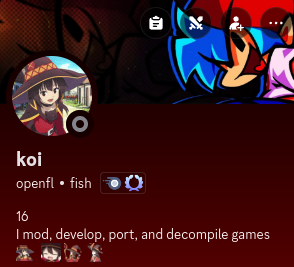 koi
openfl • fish
16
I mod, develop, port, and decompile games